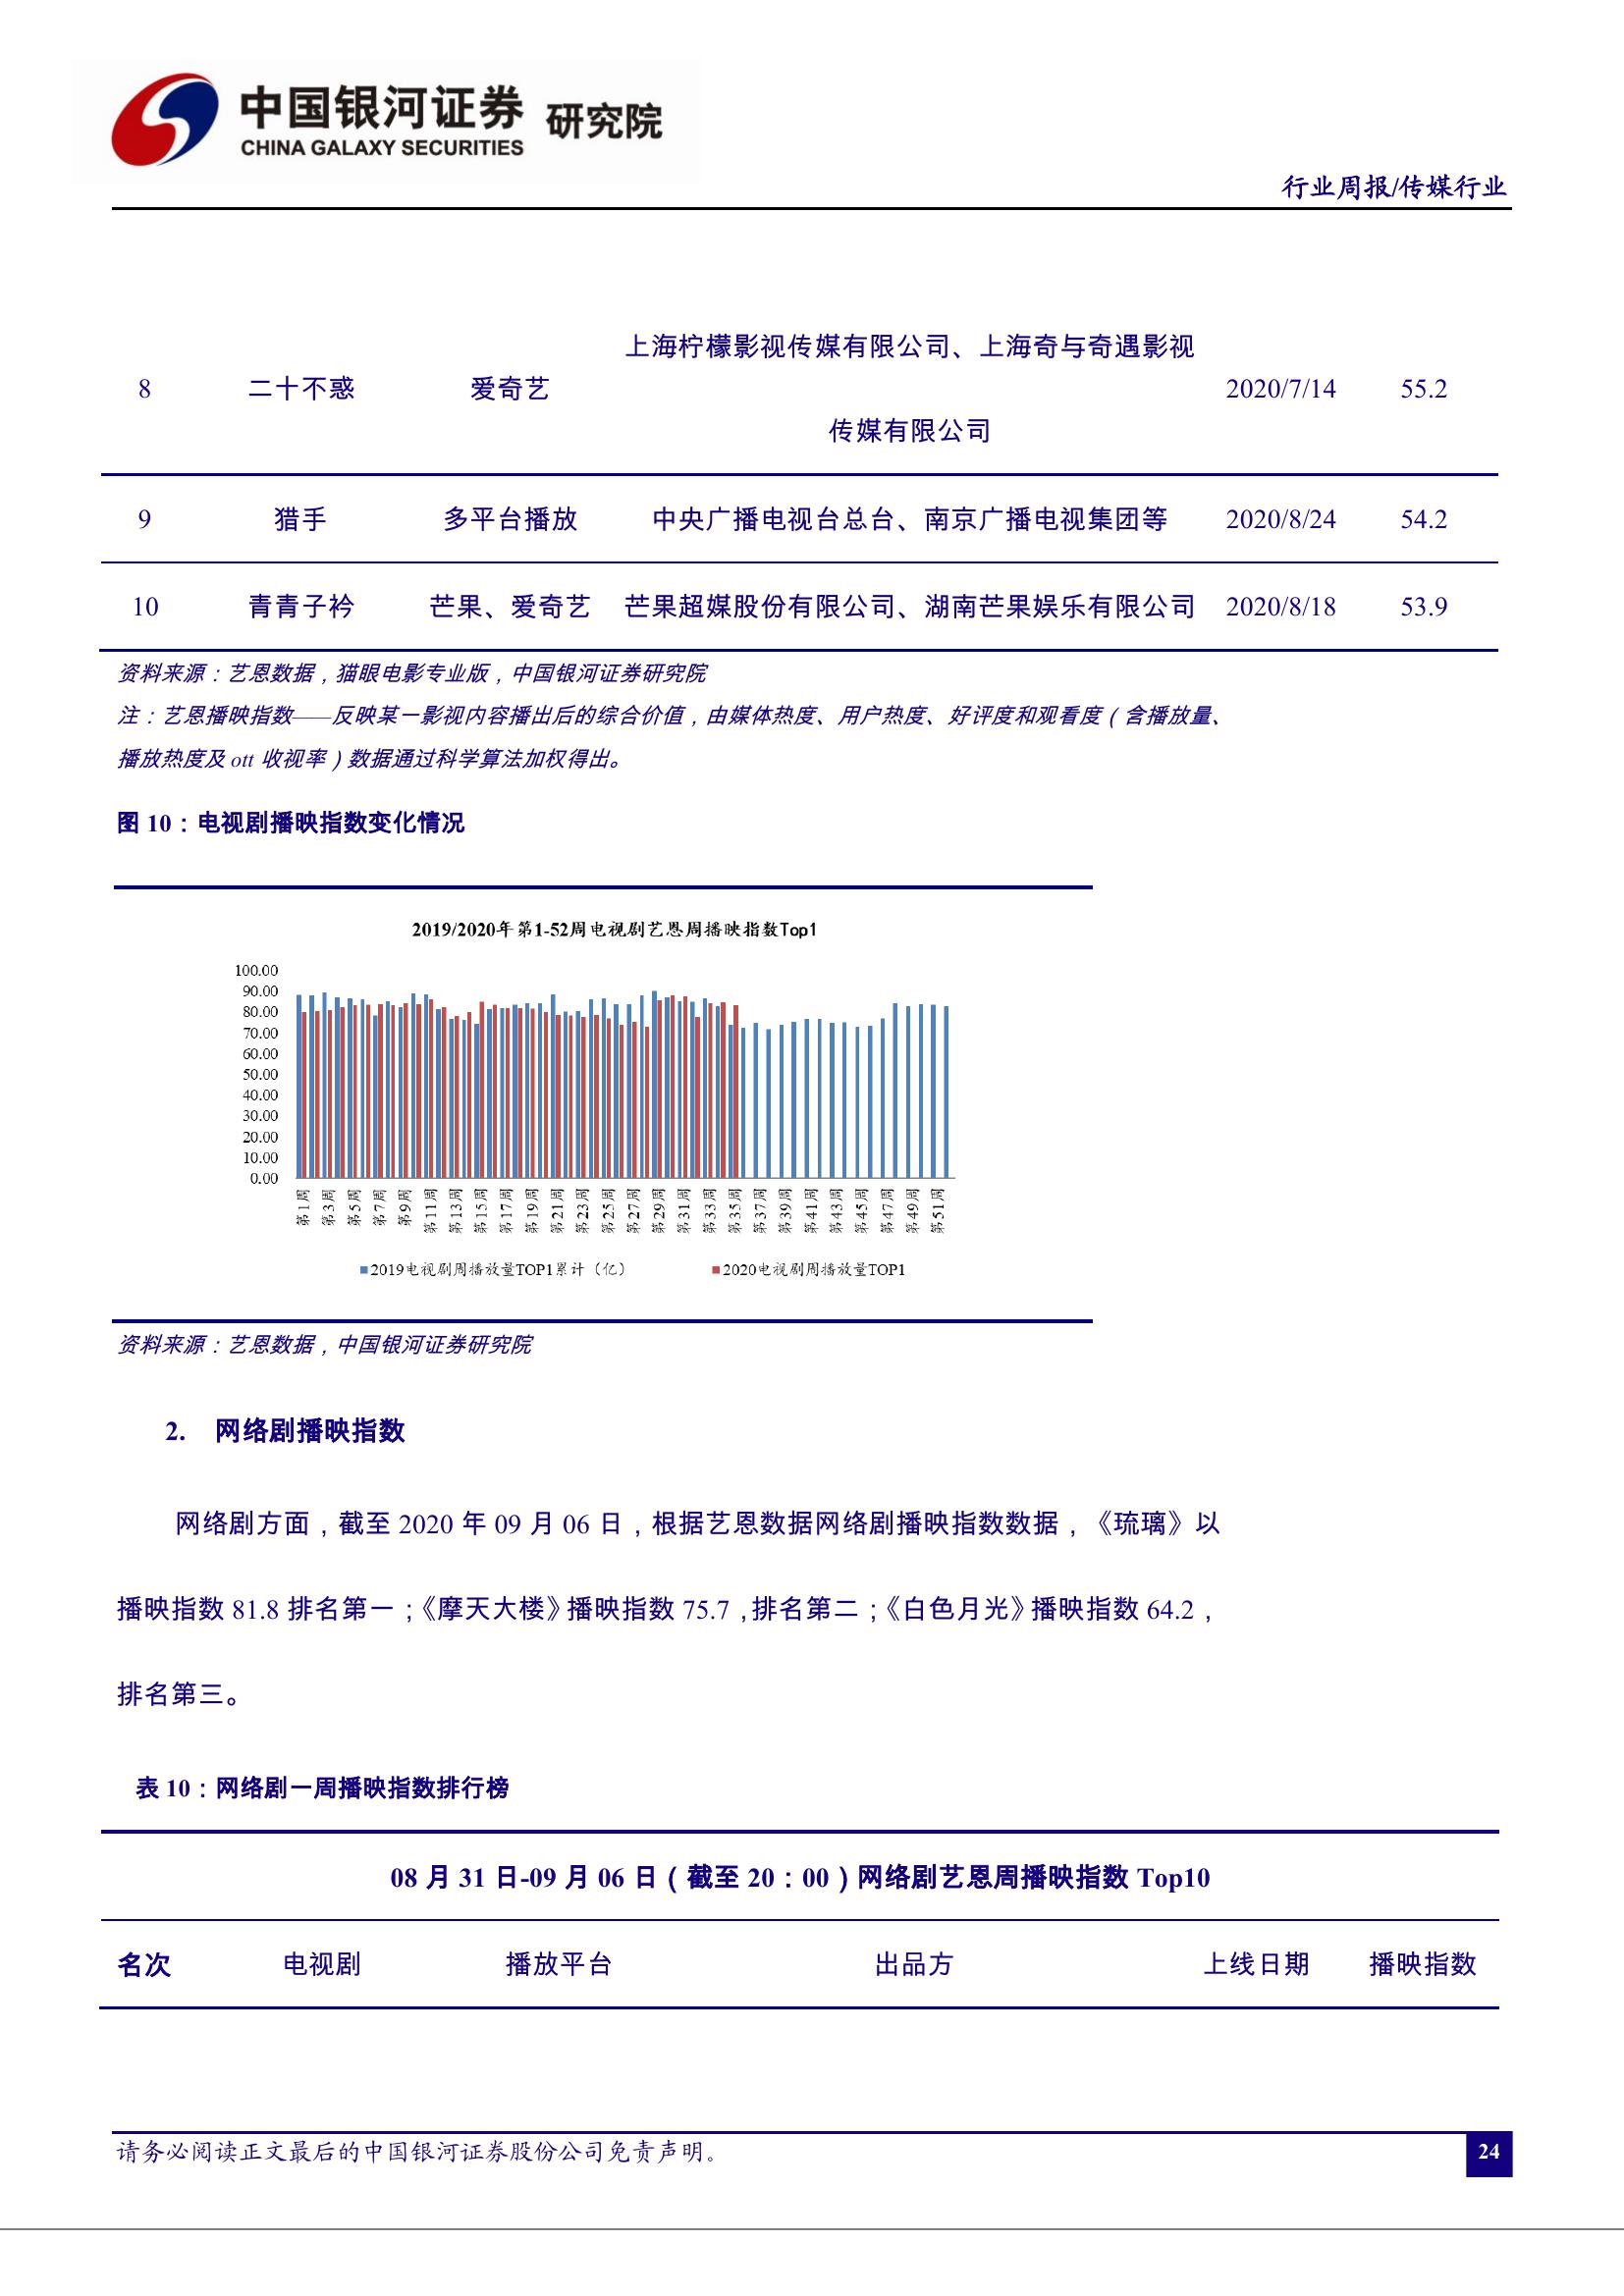 中国银河证券 研究院
CHINA GALAXY SECURITIES
行业周报/传媒行业
上海柠檬影视传媒有限公司、上海奇与奇遇影视
8 二十不惑 爱奇艺 2020/7/14 55.2
传媒有限公司
9 猎手 多平台播放 中央广播电视台总台、南京广播电视集团等 2020/8/24 54.2
10 青青子衿 芒果、爱奇艺 芒果超媒股份有限公司、湖南芒果娱乐有限公司 2020/8/18 53.9
资料来源：艺恩数据，猫眼电影专业版，中国银河证券研究院
注：艺恩播映指数——反映某一影视内容播出后的综合价值，由媒体热度、用户热度、好评度和观看度（含播放量、
播放热度及 ott 收视率）数据通过科学算法加权得出。
图 10：电视剧播映指数变化情况
2019/2020年第1-52周电视剧艺恩周播映指数Top1
100.00
90.00
80.00
70.00
60.00
50.00
40.00
30.00
20.00
10.00
0.00
第1周 第3周 第5周 第7周 第9周 第11周 第13周 第15周 第17周 第19周 第21周 第23周 第25周 第27周 第29周 第31周 第33周 第35周 第37周 第39周 第41周 第43周 第45周 第47周 第49周 第51周
2019电视剧周播放量TOP1累计（亿） 2020电视剧周播放量TOP1
资料来源：艺恩数据，中国银河证券研究院
2. 网络剧播映指数
网络剧方面，截至 2020 年 09 月 06 日，根据艺恩数据网络剧播映指数数据，《琉璃》以
播映指数 81.8 排名第一；《摩天大楼》播映指数 75.7，排名第二；《白色月光》播映指数 64.2，
排名第三。
表 10：网络剧一周播映指数排行榜
08 月 31 日-09 月 06 日（截至 20：00）网络剧艺恩周播映指数 Top10
名次 电视剧 播放平台 出品方 上线日期 播映指数
请务必阅读正文最后的中国银河证券股份公司免责声明。
24